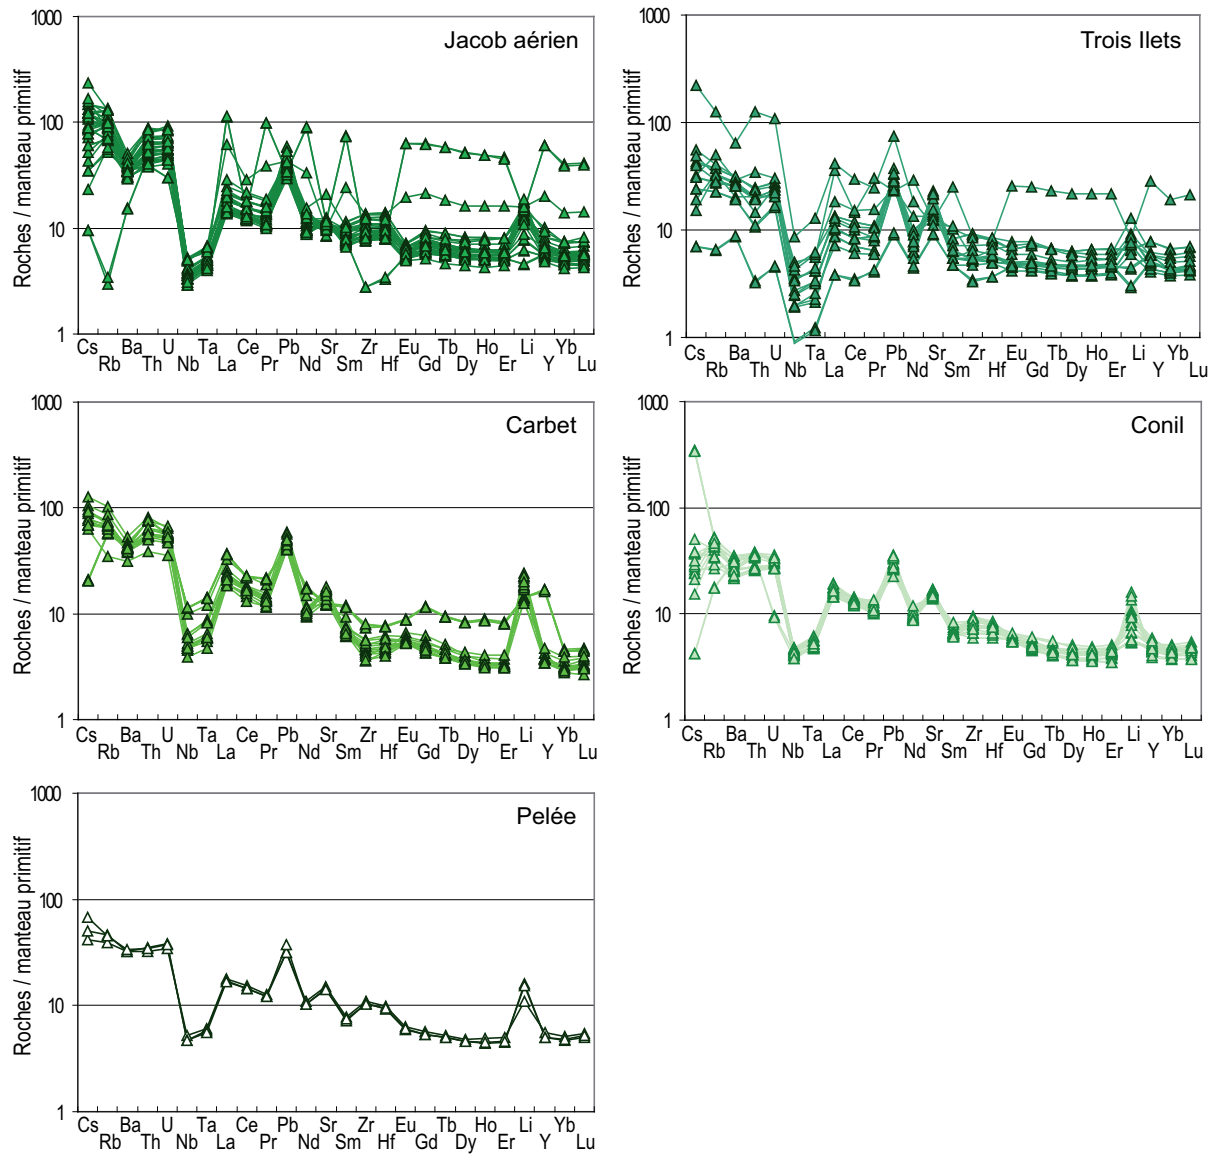 Jacob aérien
Roches / manteau primitif
1000
100
10
1
Cs Ba U Ta Ce Pb Sr Zr Eu Tb Ho Li Yb
Rb Th Nb La Pr Nd Sm Hf Gd Dy Er Y Lu
Trois Ilets
Roches / manteau primitif
1000
100
10
1
Cs Ba U Ta Ce Pb Sr Zr Eu Tb Ho Li Yb
Rb Th Nb La Pr Nd Sm Hf Gd Dy Er Y Lu
Carbet
Roches / manteau primitif
1000
100
10
1
Cs Ba U Ta Ce Pb Sr Zr Eu Tb Ho Li Yb
Rb Th Nb La Pr Nd Sm Hf Gd Dy Er Y Lu
Conil
Roches / manteau primitif
1000
100
10
1
Cs Ba U Ta Ce Pb Sr Zr Eu Tb Ho Li Yb
Rb Th Nb La Pr Nd Sm Hf Gd Dy Er Y Lu
Pelée
Roches / manteau primitif
1000
100
10
1
Cs Ba U Ta Ce Pb Sr Zr Eu Tb Ho Li Yb
Rb Th Nb La Pr Nd Sm Hf Gd Dy Er Y Lu